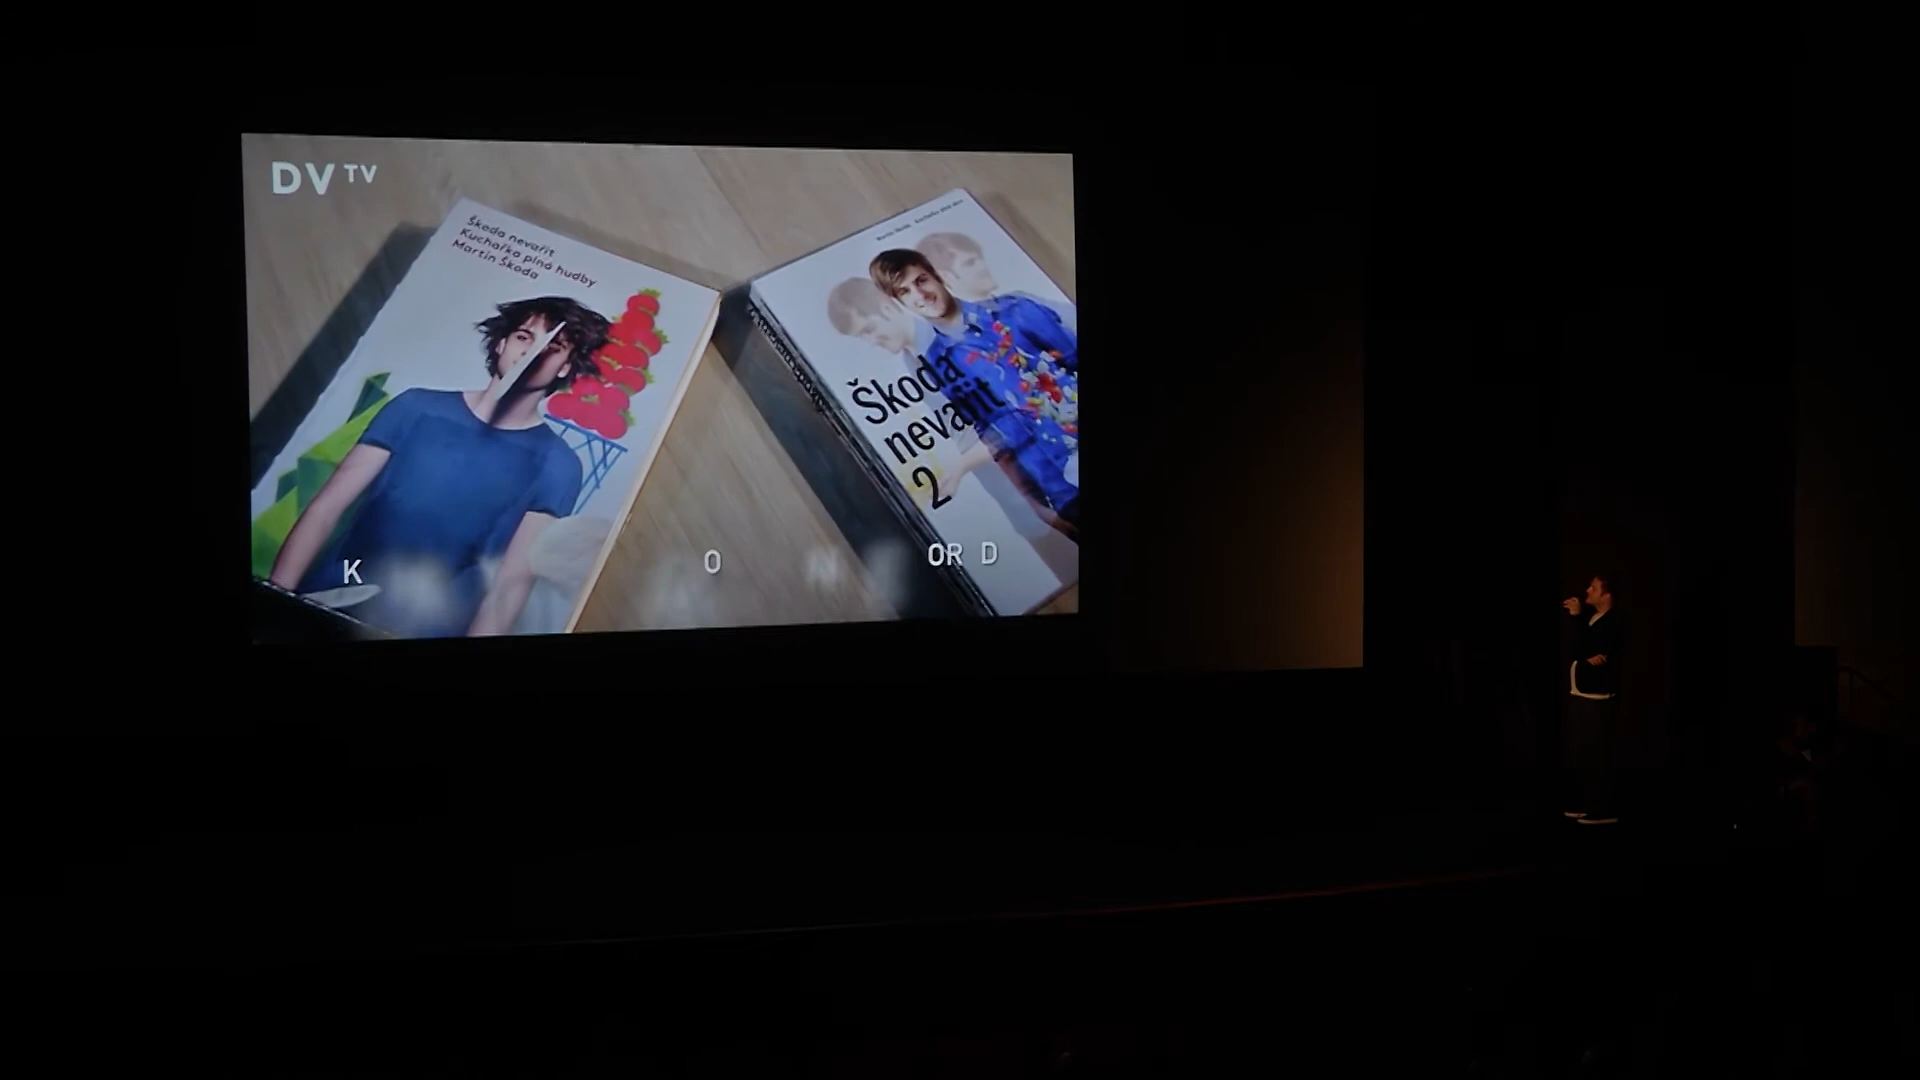 DV TV
Škoda nevařit
Kuchařka plná hudby
Martin Škoda
Škoda
nevařit
2
K O OR D